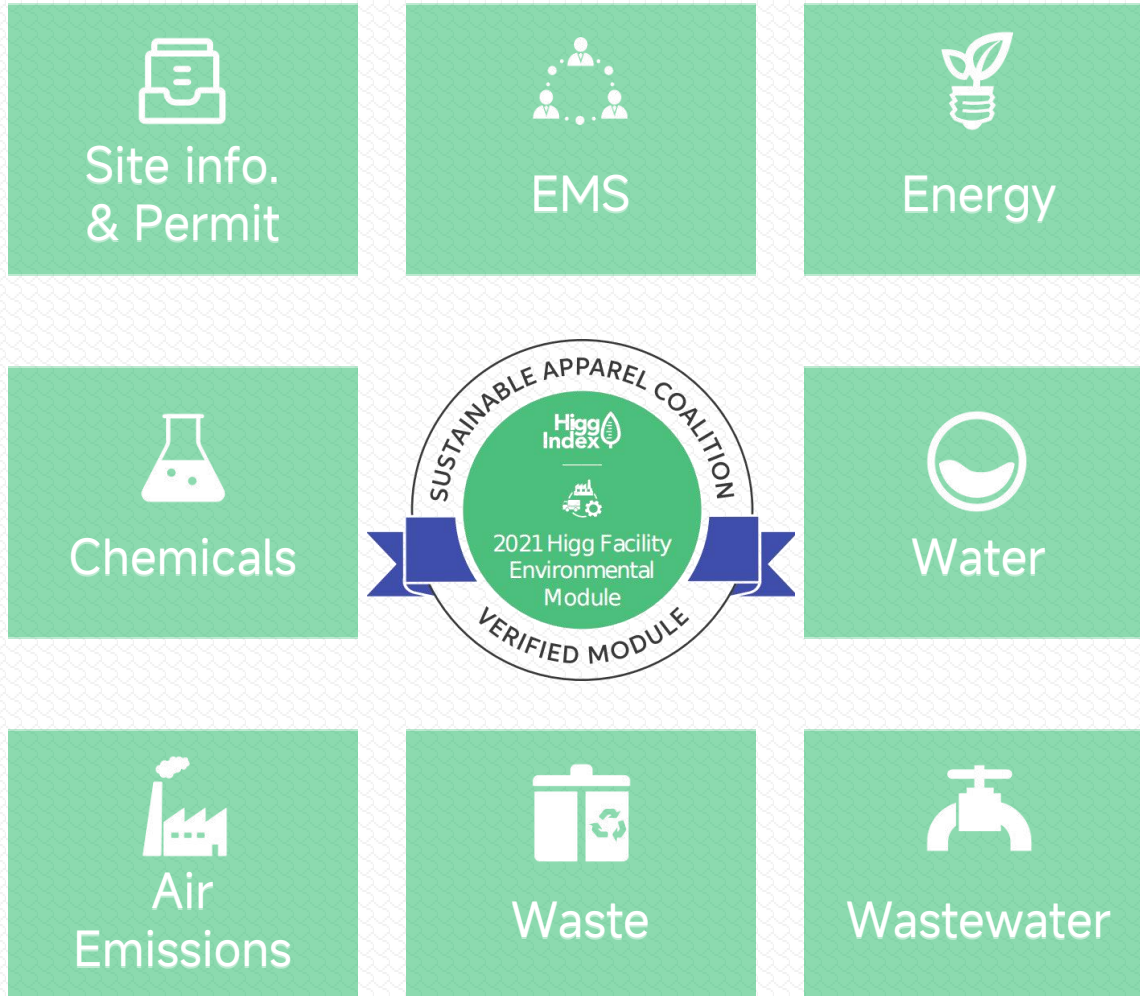 Site info.
& Permit
EMS
Energy
Chemicals
SUSTAINABLE APPAREL COALITION
Higg
Index
2021 Higg Facility
Environmental
Module
VERIFIED MODULE
Water
Air
Emissions
Waste
Wastewater